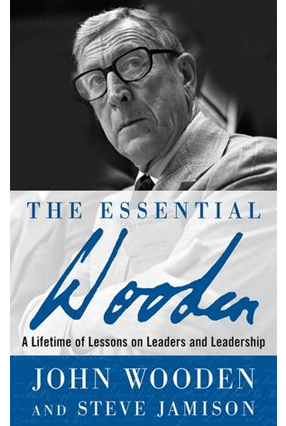 THE ESSENTIAL
Wooden
A Lifetime of Lessons on Leaders and Leadership
JOHN WOODEN
AND STEVE JAMISON